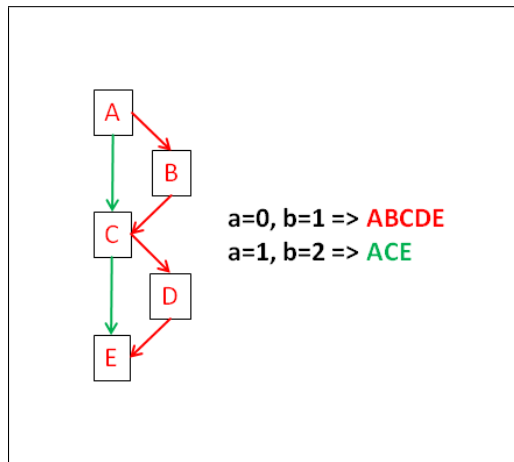 A
B
C
D
E
a=0, b=1 => ABCDE
a=1, b=2 => ACE